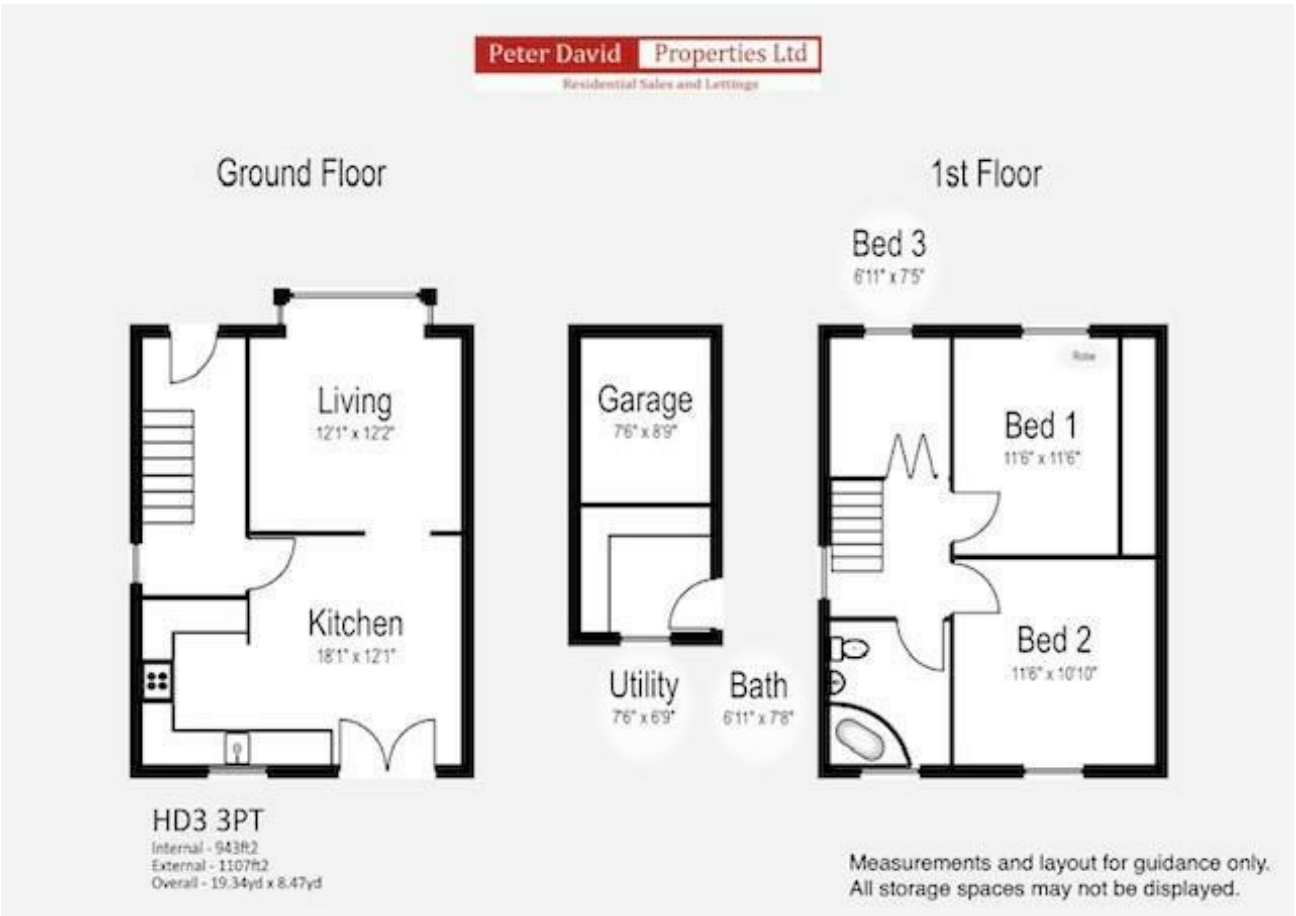 Peter David Properties Ltd
Residential Sales and Lettings
Ground Floor
1st Floor
Bed 3
6'11" x 7'5"
Living
12'1" x 12'2"
Garage
7'6" x 8'9"
Robe
Bed 1
11'6" x 11'6"
Kitchen
18'1" x 12'1"
Bed 2
11'6" x 10'10"
Utility
7'6" x 6'9"
Bath
6'11" x 7'8"
HD3 3PT
Internal - 943ft2
External - 1107ft2
Overall - 19.34yd x 8.47yd
Measurements and layout for guidance only.
All storage spaces may not be displayed.